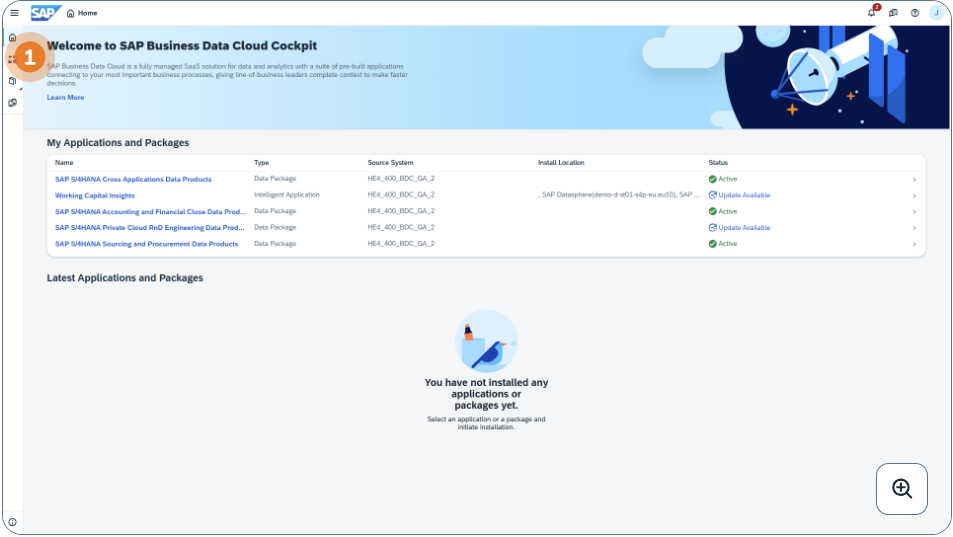 SAP Home 2 J
1
Welcome to SAP Business Data Cloud Cockpit
SAP Business Data Cloud is a fully managed SaaS solution for data and analytics with a suite of pre-built applications
connecting to your most important business processes, giving line-of-business leaders complete context to make faster
decisions.
Learn More
My Applications and Packages
Name Type Source System Install Location Status
SAP S/4HANA Cross Applications Data Products Data Package HE4_400_BDC_GA_2 Active
Working Capital Insights Intelligent Application HE4_400_BDC_GA_2 , SAP Datasphere(demo-d-st01-s4p-eu.eu10), SAP ... Update Available
SAP S/4HANA Accounting and Financial Close Data Prod... Data Package HE4_400_BDC_GA_2 Active
SAP S/4HANA Private Cloud RnD Engineering Data Prod... Data Package HE4_400_BDC_GA_2 Update Available
SAP S/4HANA Sourcing and Procurement Data Products Data Package HE4_400_BDC_GA_2 Active
Latest Applications and Packages
You have not installed any
applications or
packages yet.
Select an application or a package and
initiate installation.